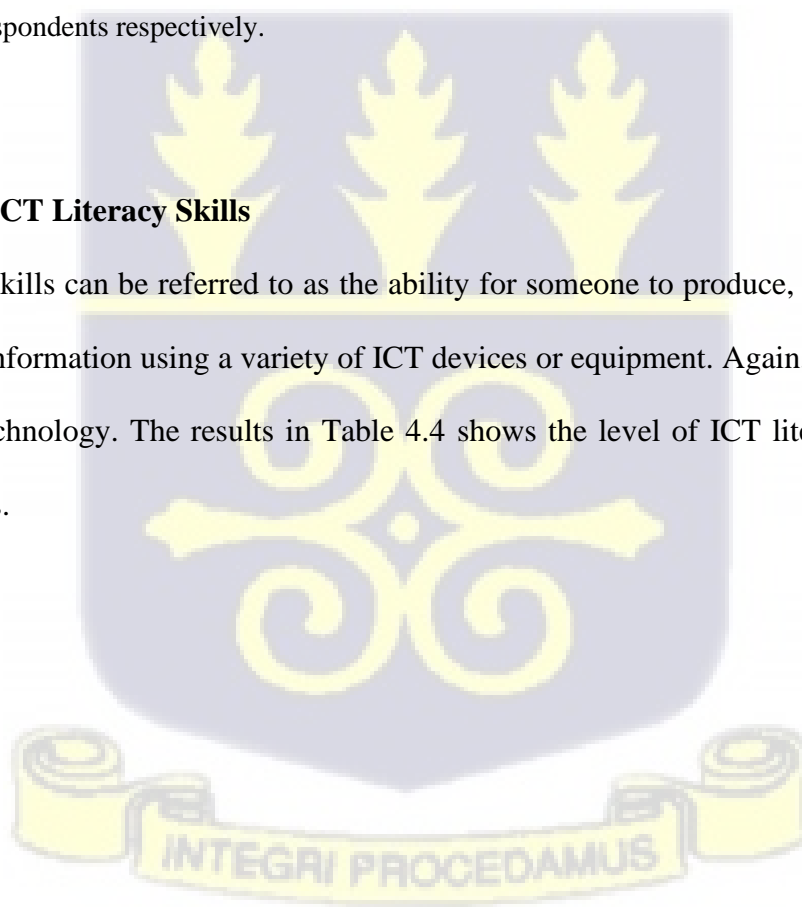 spondents respectively.
CT Literacy Skills
kills can be referred to as the ability for someone to produce,
nformation using a variety of ICT devices or equipment. Again
chnology. The results in Table 4.4 shows the level of ICT lite
.
INTEGRI PROCEDAMUS